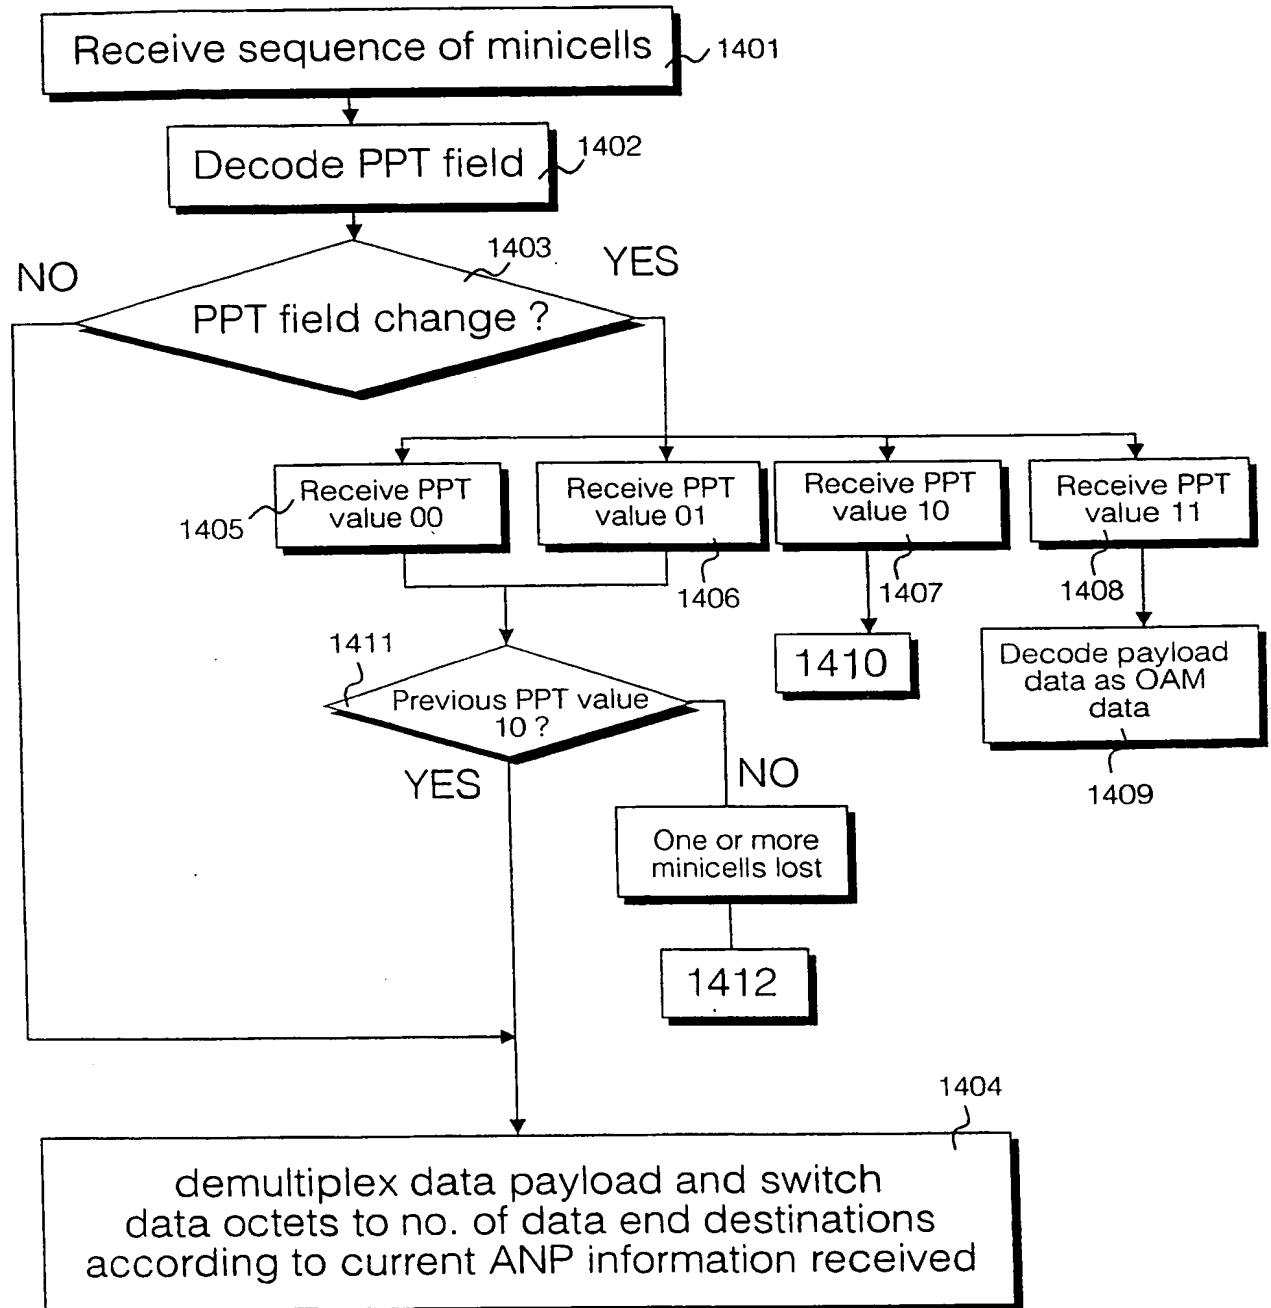 Receive sequence of minicells
1401
Decode PPT field
1402
1403
NO
YES
PPT field change ?
Receive PPT
value 00
Receive PPT
value 01
Receive PPT
value 10
Receive PPT
value 11
1405
1406
1407
1408
1411
1410
Decode payload
data as OAM
data
Previous PPT value
10 ?
YES
NO
1409
One or more
minicells lost
1412
1404
demultiplex data payload and switch
data octets to no. of data end destinations
according to current ANP information received